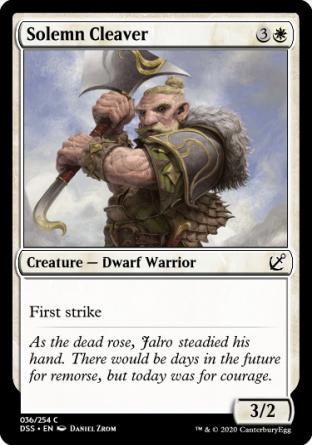 Solemn Cleaver 3
Creature — Dwarf Warrior
First strike
As the dead rose, Jalro steadied his
hand. There would be days in the future
for remorse, but today was for courage.
3/2
036/254 C
DSS • EN Daniel Zrom ™ & © 2020 CanterburyEgg